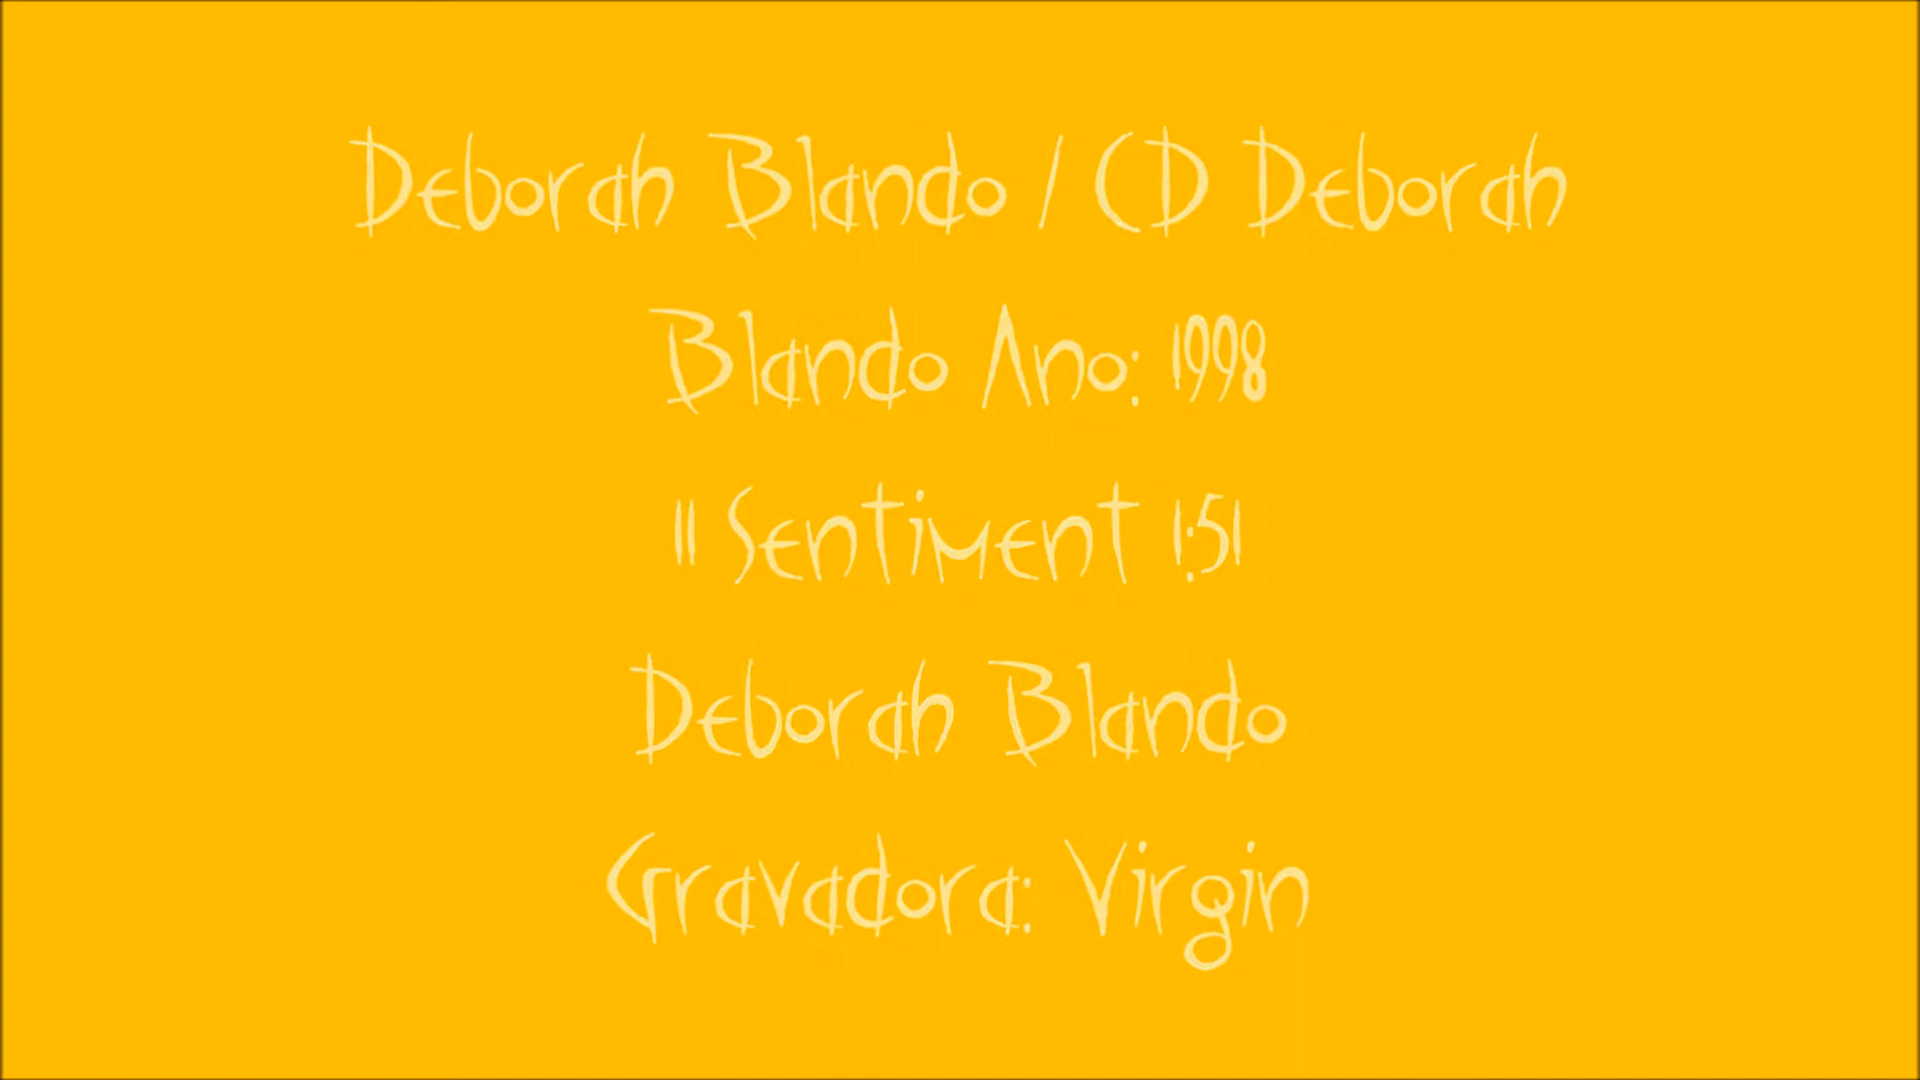 Deborah Blando / CD Deborah
Blando Ano: 1998
11 Sentiment 1:51
Deborah Blando
Gravadora: Virgin